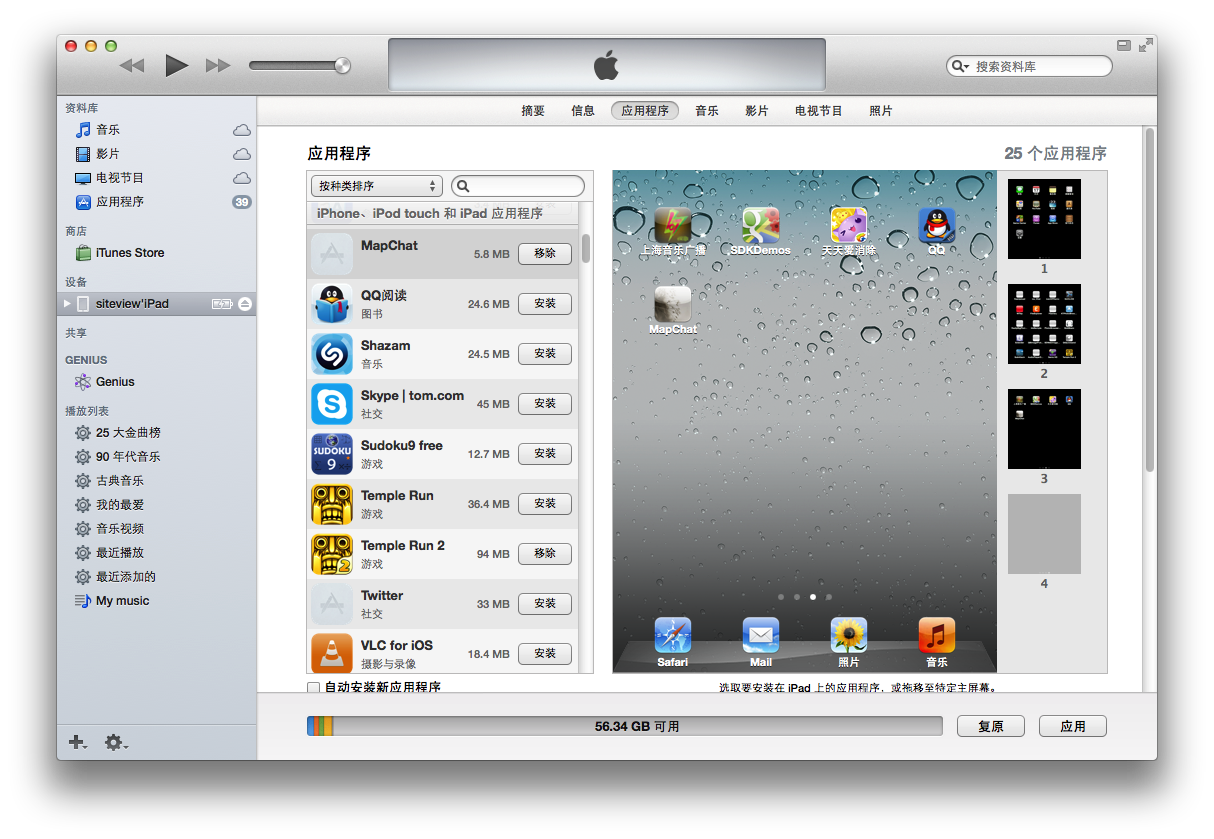 搜索资料库
资料库
音乐
影片
电视节目
应用程序
39
商店
iTunes Store
设备
siteview'iPad
共享
GENIUS
Genius
播放列表
25 大金曲榜
90 年代音乐
古典音乐
我的最爱
音乐视频
最近播放
最近添加的
My music
摘要
信息
应用程序
音乐
影片
电视节目
照片
应用程序
25 个应用程序
按种类排序
iPhone、iPod touch 和 iPad 应用程序
MapChat
5.8 MB
移除
QQ阅读
图书
24.6 MB
安装
Shazam
音乐
24.5 MB
安装
Skype | tom.com
社交
45 MB
安装
SUDOKU
9
Sudoku9 free
游戏
12.7 MB
安装
Temple Run
游戏
36.4 MB
安装
2
Temple Run 2
游戏
94 MB
移除
Twitter
社交
33 MB
安装
VLC for iOS
摄影与录像
18.4 MB
安装
自动安装新应用程序
上海音乐广播
SDKDemos
天天爱消除
QQ
MapChat
Safari
Mail
照片
音乐
1
2
3
4
选取要安装在 iPad 上的应用程序，或拖移至特定主屏幕。
56.34 GB 可用
复原
应用